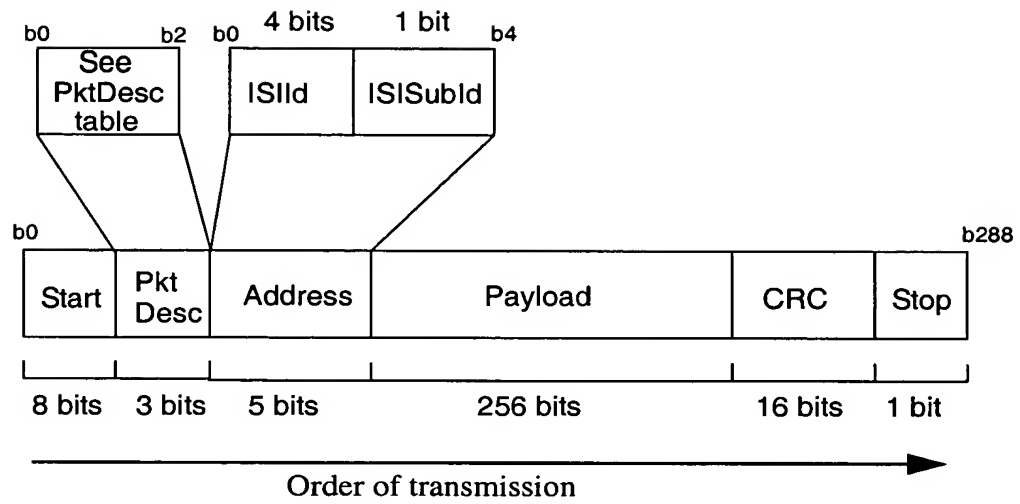 4 bits 1 bit
b0 b2 b0 b4
See
PktDesc
table
ISIId ISISubId
b0 b288
Start Pkt
Desc Address Payload CRC Stop
8 bits 3 bits 5 bits 256 bits 16 bits 1 bit
Order of transmission